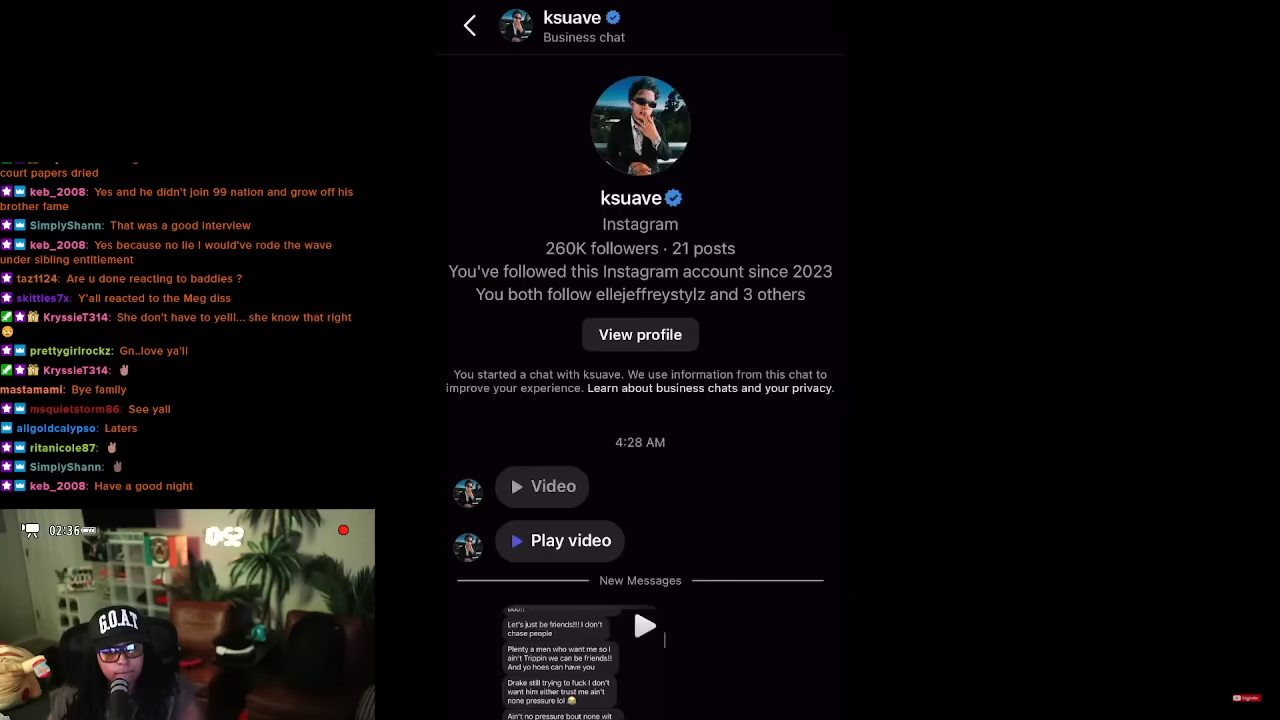 ksuave
Business chat
ksuave
Instagram
260K followers · 21 posts
You've followed this Instagram account since 2023
You both follow ellejeffreystylz and 3 others
View profile
You started a chat with ksuave. We use information from this chat to
improve your experience. Learn about business chats and your privacy.
4:28 AM
Video
Play video
New Messages
Let's just be friends!!! I don't
chase people
Plenty a men who want me so I
ain't Trippin we can be friends!!
And yo hoes can have you
Drake still trying to fuck I don't
want him either trust me ain't
none pressure lol 😂
Ain't no pressure bout none wit
court papers dried
keb_2008: Yes and he didn't join 99 nation and grow off his
brother fame
SimplyShann: That was a good interview
keb_2008: Yes because no lie I would've rode the wave
under sibling entitlement
taz1124: Are u done reacting to baddies ?
skittles7x: Y'all reacted to the Meg diss
KryssieT314: She don't have to yelll... she know that right
😏
prettygirlrockz: Gn..love ya'll
KryssieT314: ✌🏽
mastamami: Bye family
msquietstorm86: See yall
allgoldcalypso: Laters
ritanicole87: ✌🏽
SimplyShann: ✌🏽
keb_2008: Have a good night
02:36
0:52
G.O.A.T